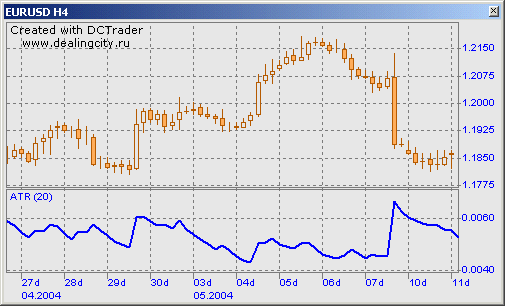 EURUSD H4
Created with DCTrader
www.dealingcity.ru
1.2150
1.2075
1.2000
1.1925
1.1850
1.1775
ATR (20)
0.0060
0.0040
27d 28d 29d 30d 03d 04d 05d 06d 07d 10d 11d
04.2004 05.2004